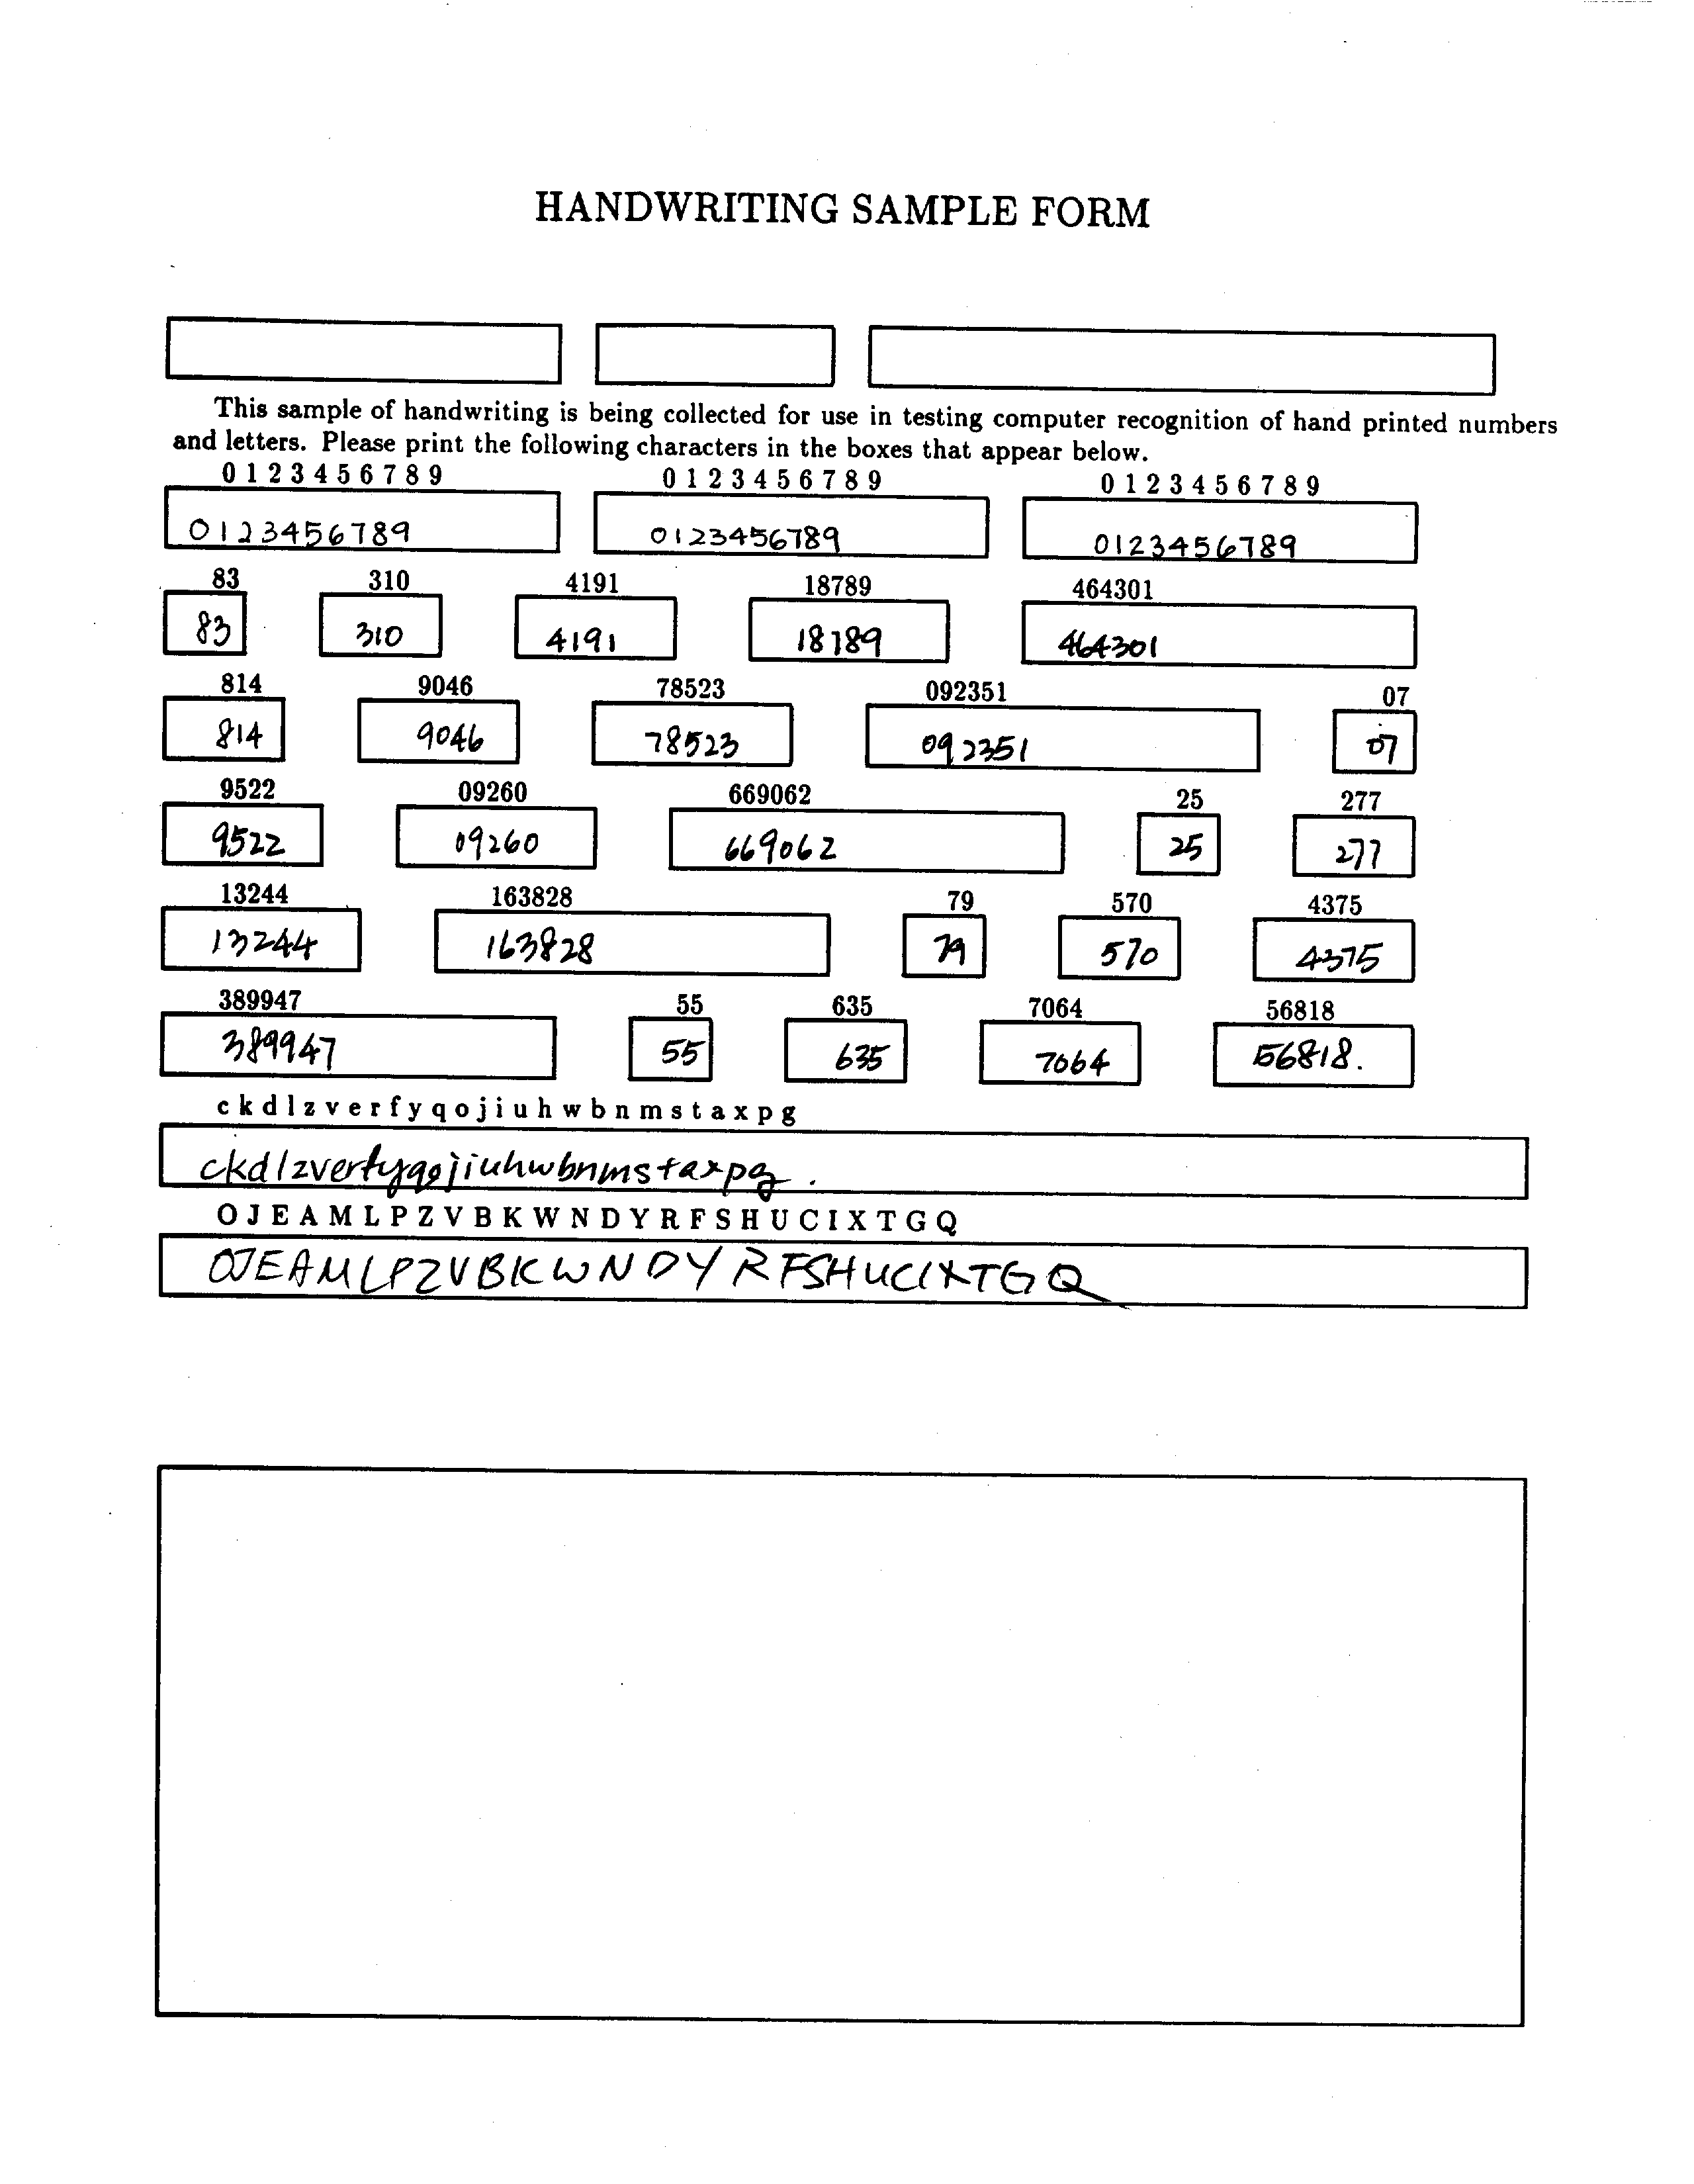 HANDWRITING SAMPLE FORM
This sample of handwriting is being collected for use in testing computer recognition of hand printed numbers
and letters. Please print the following characters in the boxes that appear below.
0 1 2 3 4 5 6 7 8 9 0 1 2 3 4 5 6 7 8 9 0 1 2 3 4 5 6 7 8 9
0123456789 0123456789 0123456789
83 310 4191 18789 464301
83 310 4191 18789 464301
814 9046 78523 092351 07
814 9046 78523 092351 07
9522 09260 669062 25 277
9522 09260 669062 25 277
13244 163828 79 570 4375
13244 163828 79 570 4375
389947 55 635 7064 56818
389947 55 635 7064 56818.
c k d l z v e r f y q o j i u h w b n m s t a x p g
ckdlzverfyqojiuhwbnmstaxpg.
O J E A M L P Z V B K W N D Y R F S H U C I X T G Q
OJEAMLPZVBKWNDYRFSHUCIXTGQ